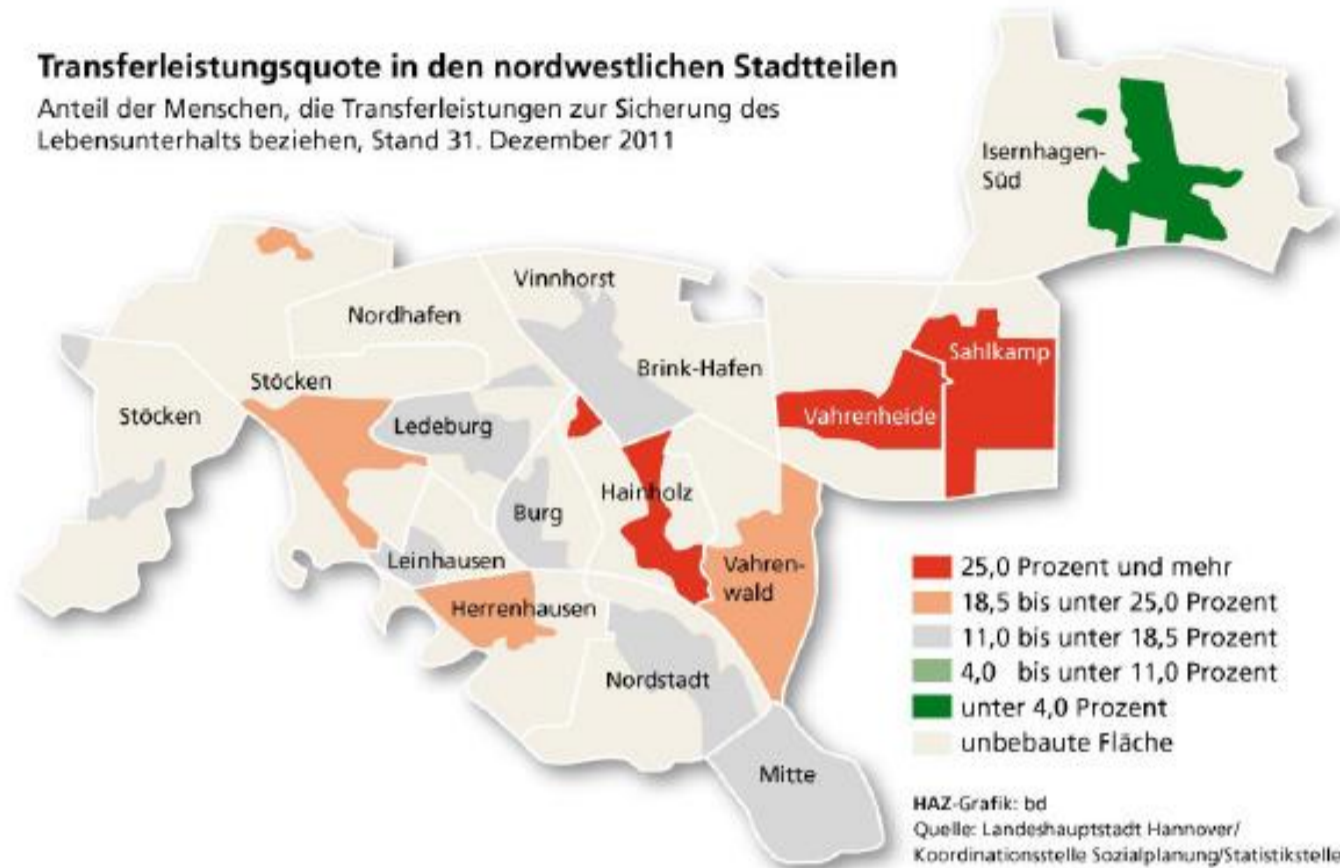 Transferleistungsquote in den nordwestlichen Stadtteilen
Anteil der Menschen, die Transferleistungen zur Sicherung des
Lebensunterhalts beziehen, Stand 31. Dezember 2011
Isernhagen-
Süd
Vinnhorst
Nordhafen
Brink-Hafen
Sahlkamp
Stöcken
Stöcken
Ledeburg
Vahrenheide
Hainholz
Burg
Leinhausen
Vahren-
wald
Herrenhausen
Nordstadt
Mitte
25,0 Prozent und mehr
18,5 bis unter 25,0 Prozent
11,0 bis unter 18,5 Prozent
4,0 bis unter 11,0 Prozent
unter 4,0 Prozent
unbebaute Fläche
HAZ-Grafik: bd
Quelle: Landeshauptstadt Hannover/
Koordinationsstelle Sozialplanung/Statistikstelle